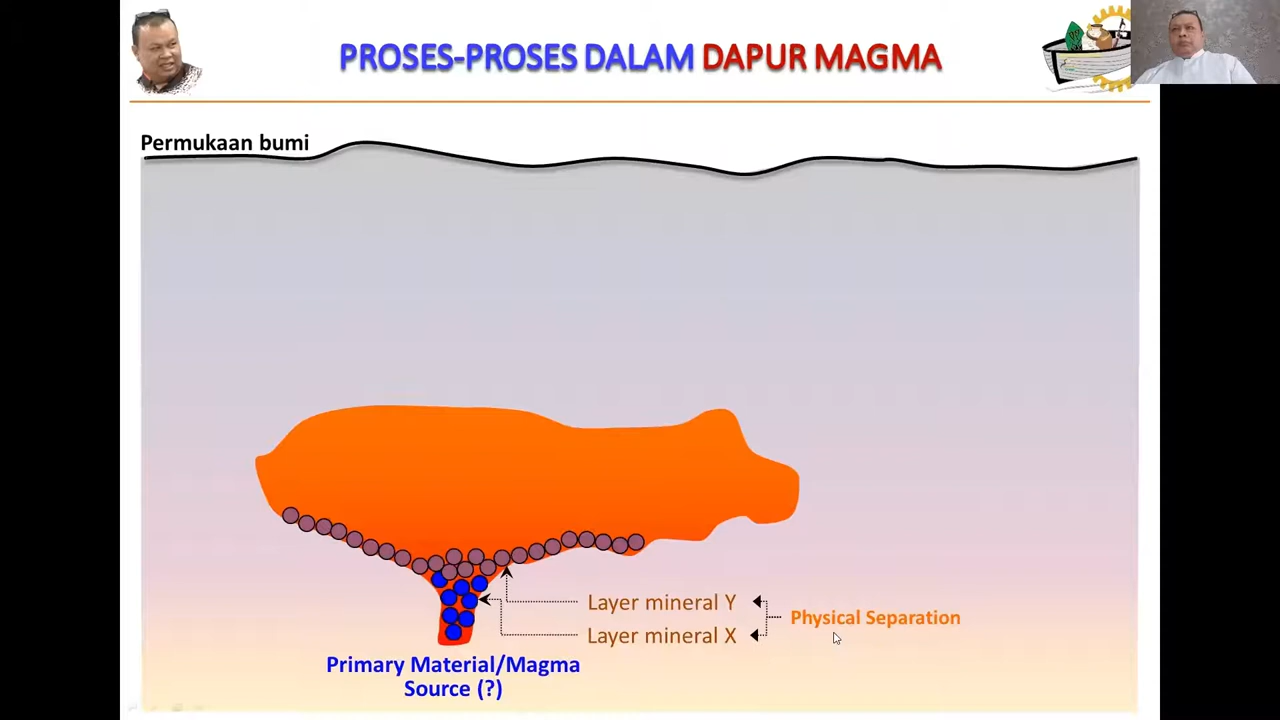 PROSES-PROSES DALAM DAPUR MAGMA
Permukaan bumi
Layer mineral Y
Layer mineral X
Physical Separation
Primary Material/Magma
Source (?)